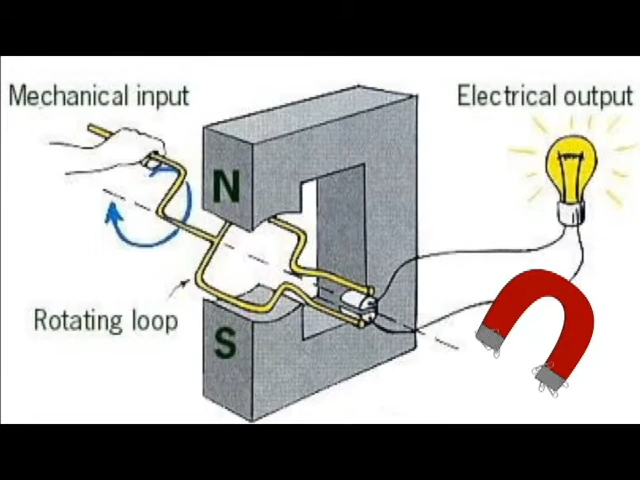 Mechanical input
Electrical output
N
Rotating loop
S